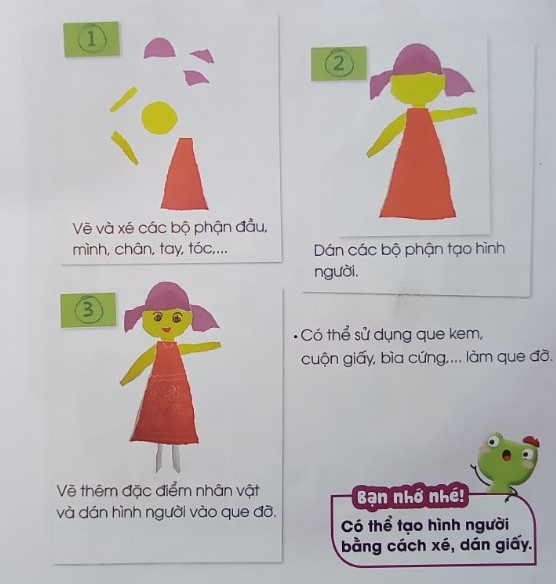 1
Vẽ và xé các bộ phận đầu,
mình, chân, tay, tóc,...
2
Dán các bộ phận tạo hình
người.
3
Vẽ thêm đặc điểm nhân vật
và dán hình người vào que đỡ.
• Có thể sử dụng que kem,
cuộn giấy, bìa cứng,... làm que đỡ.
Bạn nhớ nhé!
Có thể tạo hình người
bằng cách xé, dán giấy.